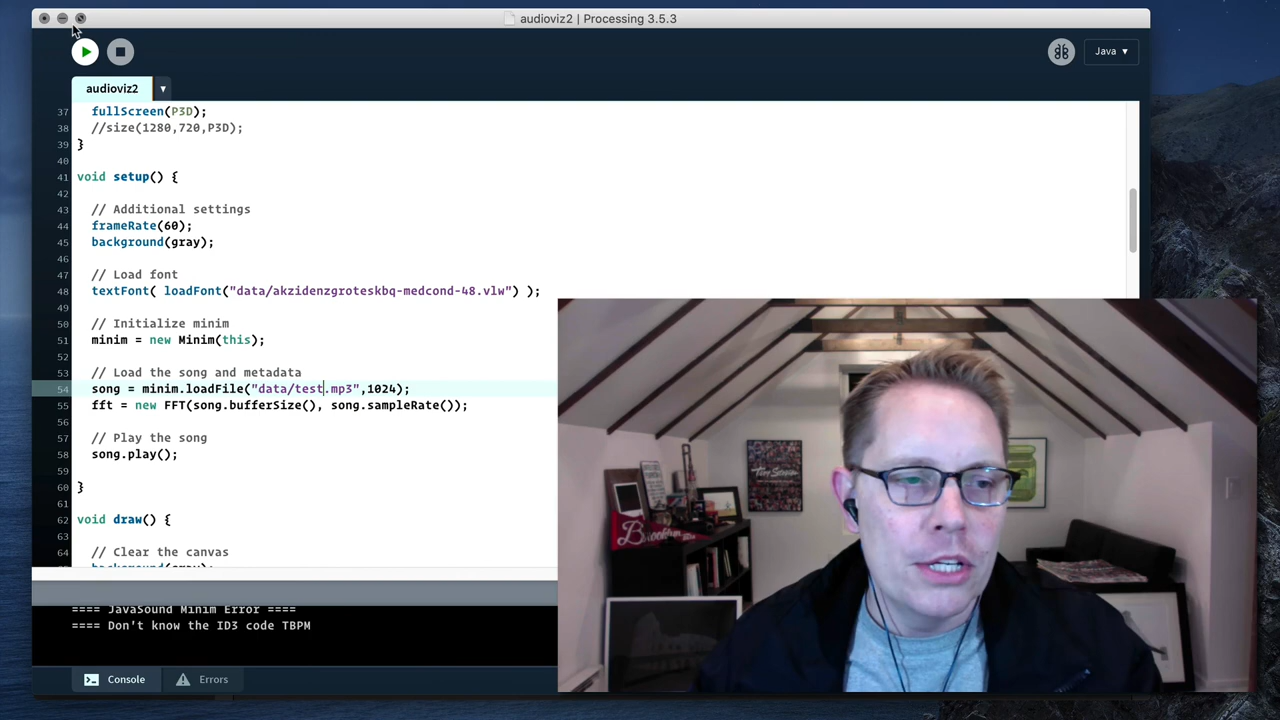 audioviz2 | Processing 3.5.3
Java ▾
audioviz2
37 fullScreen(P3D);
38 //size(1280,720,P3D);
39 }
40
41 void setup() {
42
43 // Additional settings
44 frameRate(60);
45 background(gray);
46
47 // Load font
48 textFont( loadFont("data/akzidenzgroteskbq-medcond-48.vlw") );
49
50 // Initialize minim
51 minim = new Minim(this);
52
53 // Load the song and metadata
54 song = minim.loadFile("data/test.mp3",1024);
55 fft = new FFT(song.bufferSize(), song.sampleRate());
56
57 // Play the song
58 song.play();
59
60 }
61
62 void draw() {
63
64 // Clear the canvas
background(gray);
==== JavaSound Minim Error ====
==== Don't know the ID3 code TBPM
Console
Errors
Brooklyn